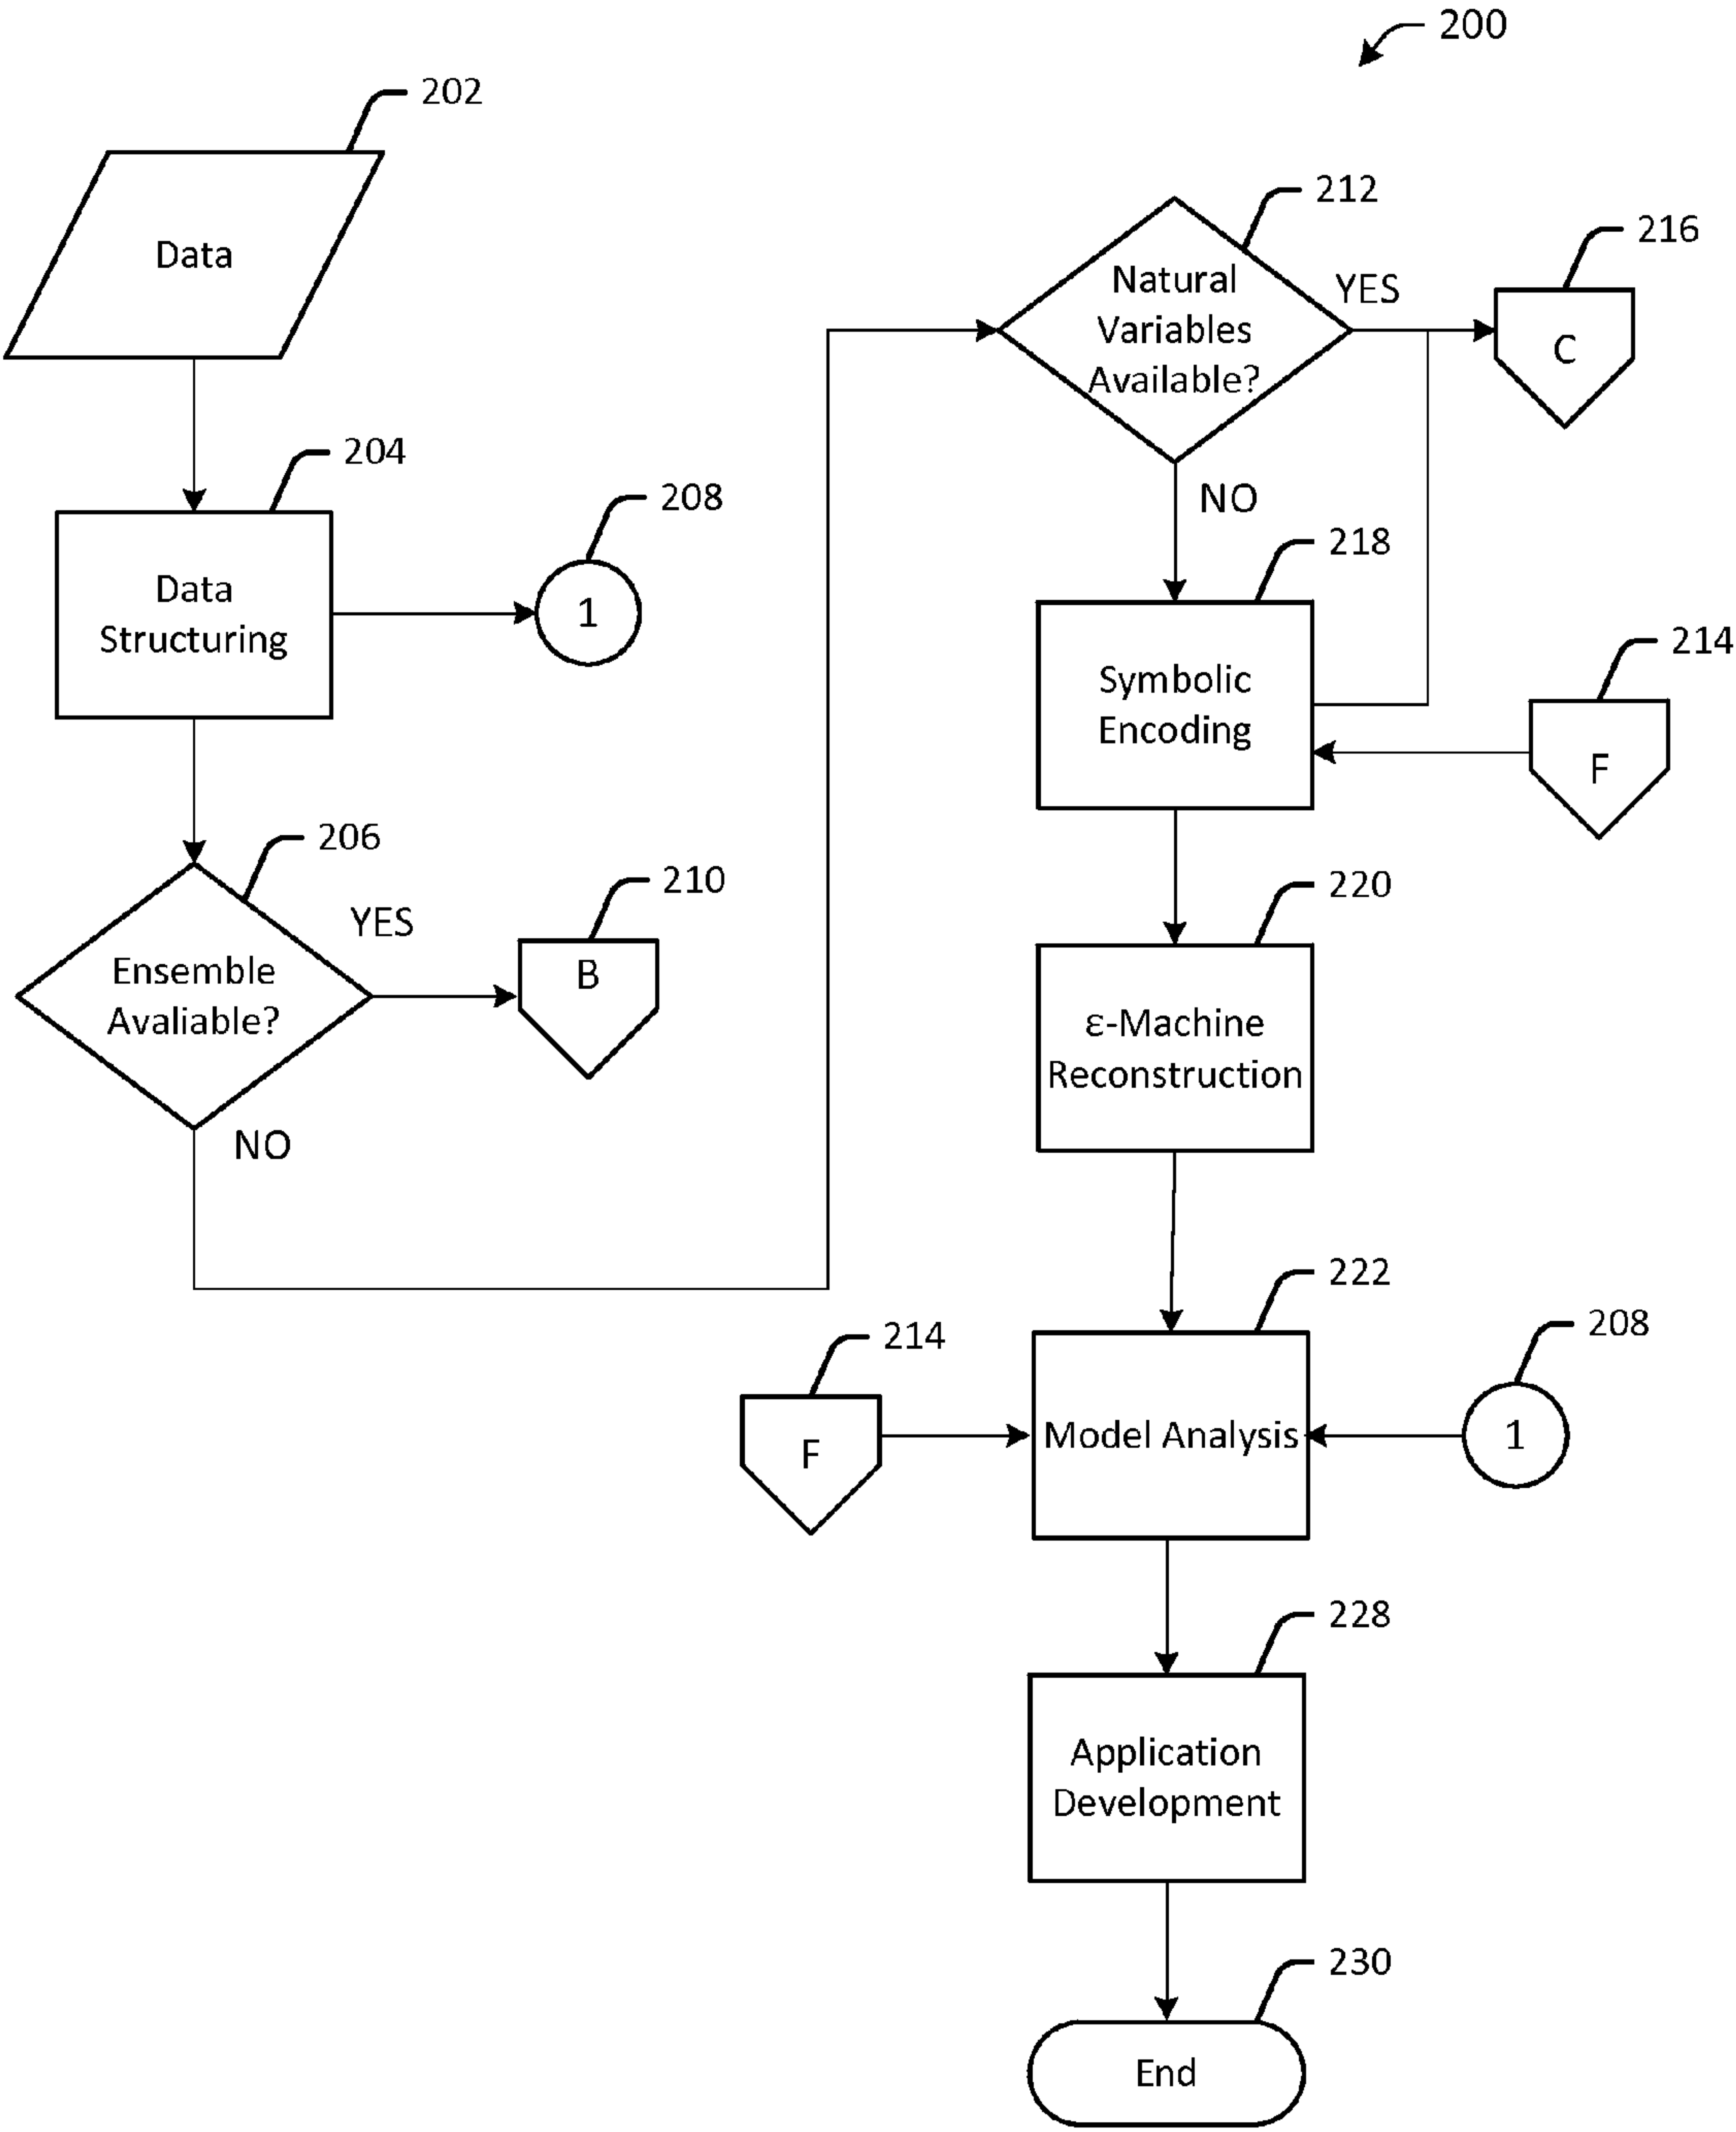 200
202
Data
204
Data
Structuring
208
1
206
Ensemble
Avaliable?
YES
210
B
NO
212
Natural
Variables
Available?
YES
216
C
NO
218
Symbolic
Encoding
214
F
220
ε-Machine
Reconstruction
222
Model Analysis
214
F
208
1
228
Application
Development
230
End